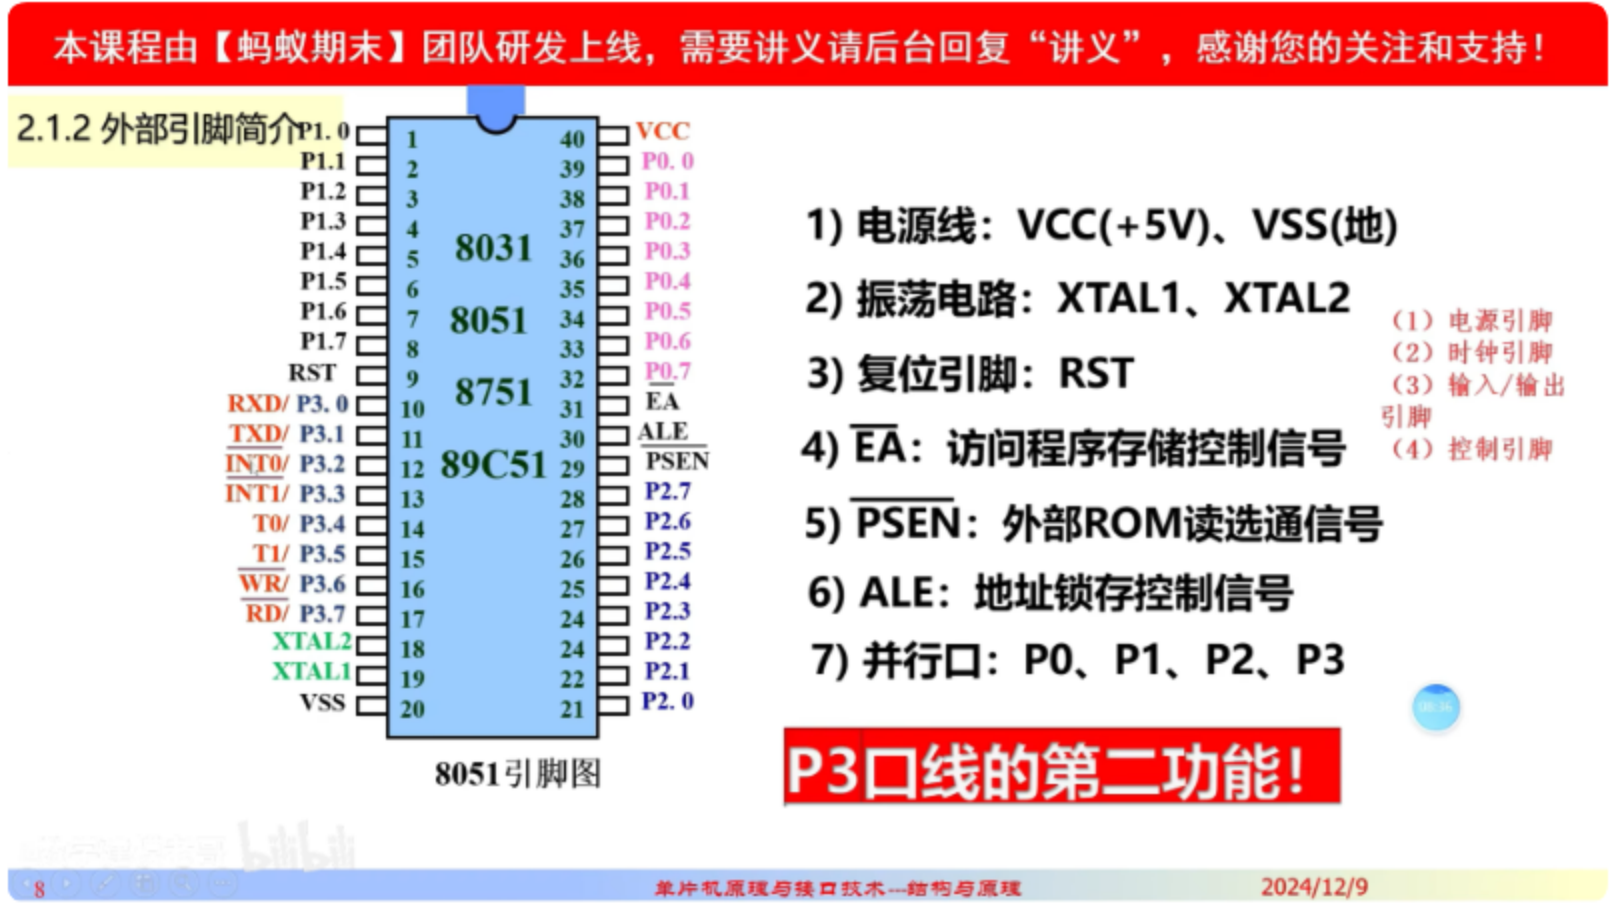 本课程由【蚂蚁期末】团队研发上线，需要讲义请后台回复“讲义”，感谢您的关注和支持！
2.1.2 外部引脚简介
P1.0 1 40 VCC
P1.1 2 39 P0.0
P1.2 3 38 P0.1
P1.3 4 37 P0.2
P1.4 5 36 P0.3
P1.5 6 35 P0.4
P1.6 7 34 P0.5
P1.7 8 33 P0.6
RST 9 32 P0.7
RXD/ P3.0 10 31 EA
TXD/ P3.1 11 30 ALE
INT0/ P3.2 12 29 PSEN
INT1/ P3.3 13 28 P2.7
T0/ P3.4 14 27 P2.6
T1/ P3.5 15 26 P2.5
WR/ P3.6 16 25 P2.4
RD/ P3.7 17 24 P2.3
XTAL2 18 24 P2.2
XTAL1 19 22 P2.1
VSS 20 21 P2.0
8031
8051
8751
89C51
8051引脚图
1) 电源线：VCC(+5V)、VSS(地)
2) 振荡电路：XTAL1、XTAL2
3) 复位引脚：RST
4) EA：访问程序存储控制信号
5) PSEN：外部ROM读选通信号
6) ALE：地址锁存控制信号
7) 并行口：P0、P1、P2、P3
（1）电源引脚
（2）时钟引脚
（3）输入/输出
引脚
（4）控制引脚
08:36
P3口线的第二功能！
bilibili
8
单片机原理与接口技术---结构与原理
2024/12/9